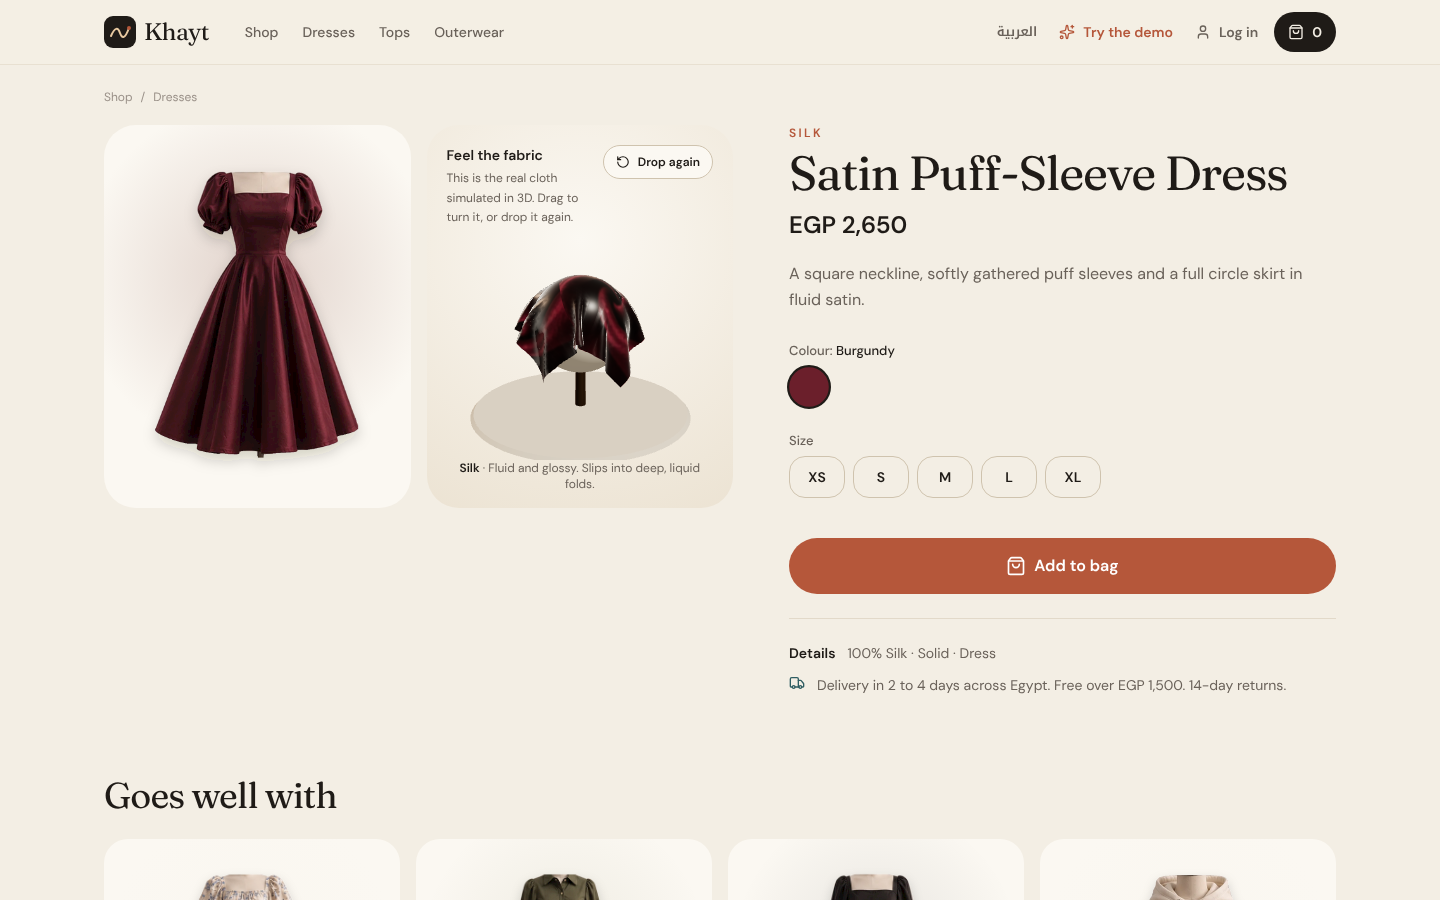 Khayt
Shop
Dresses
Tops
Outerwear
العربية
Try the demo
Log in
0
Shop / Dresses
Feel the fabric
Drop again
This is the real cloth
simulated in 3D. Drag to
turn it, or drop it again.
Silk · Fluid and glossy. Slips into deep, liquid
folds.
SILK
Satin Puff-Sleeve Dress
EGP 2,650
A square neckline, softly gathered puff sleeves and a full circle skirt in
fluid satin.
Colour: Burgundy
Size
XS
S
M
L
XL
Add to bag
Details 100% Silk · Solid · Dress
Delivery in 2 to 4 days across Egypt. Free over EGP 1,500. 14-day returns.
Goes well with